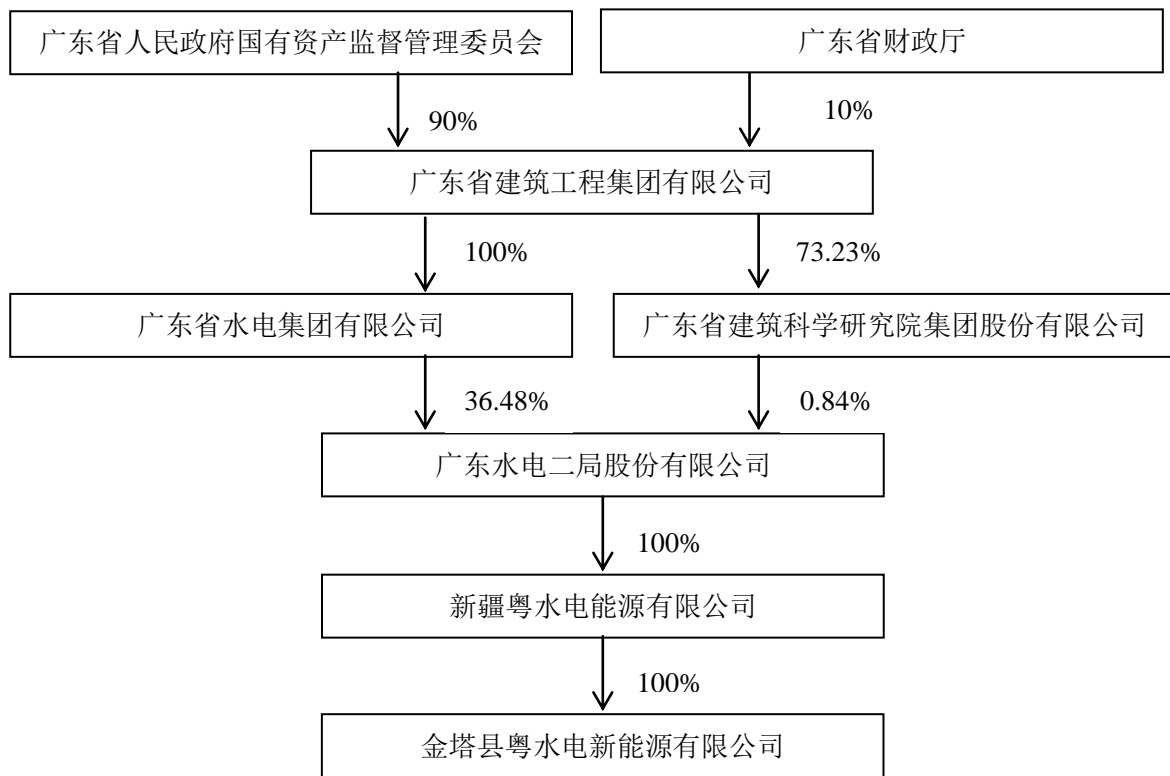 广东省人民政府国有资产监督管理委员会
广东省财政厅
90%
10%
广东省建筑工程集团有限公司
100%
73.23%
广东省水电集团有限公司
广东省建筑科学研究院集团股份有限公司
36.48%
0.84%
广东水电二局股份有限公司
100%
新疆粤水电能源有限公司
100%
金塔县粤水电新能源有限公司